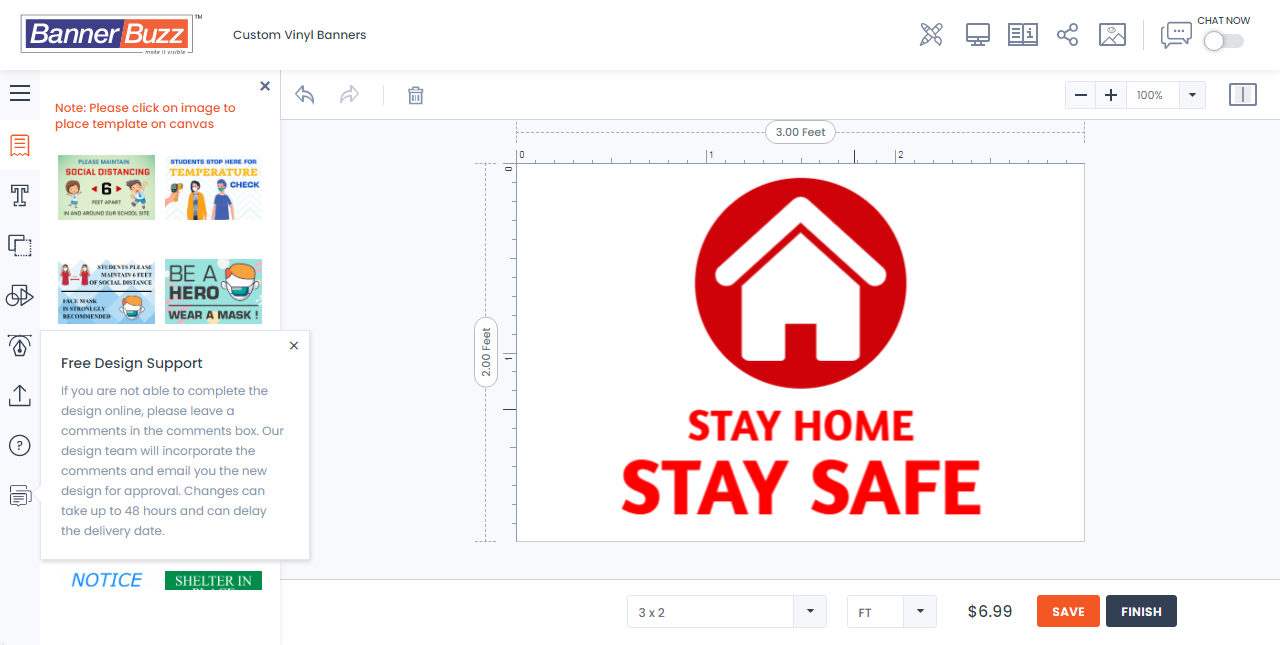 BannerBuzz™
make it visible
Custom Vinyl Banners
CHAT NOW
Note: Please click on image to
place template on canvas
100%
PLEASE MAINTAIN
SOCIAL DISTANCING
6
FEET APART
IN AND AROUND OUR SCHOOL SITE
STUDENTS STOP HERE FOR
TEMPERATURE
CHECK
STUDENTS PLEASE
MAINTAIN 6 FEET
OF SOCIAL DISTANCE
FACE MASK
IS STRONLGLY
RECOMMENDED
BE A
HERO
WEAR A MASK !
Free Design Support
If you are not able to complete the
design online, please leave a
comments in the comments box. Our
design team will incorporate the
comments and email you the new
design for approval. Changes can
take up to 48 hours and can delay
the delivery date.
NOTICE
SHELTER IN
PLACE
3.00 Feet
0 1 2
0
1
2.00 Feet
STAY HOME
STAY SAFE
3 x 2
FT
$6.99
SAVE
FINISH